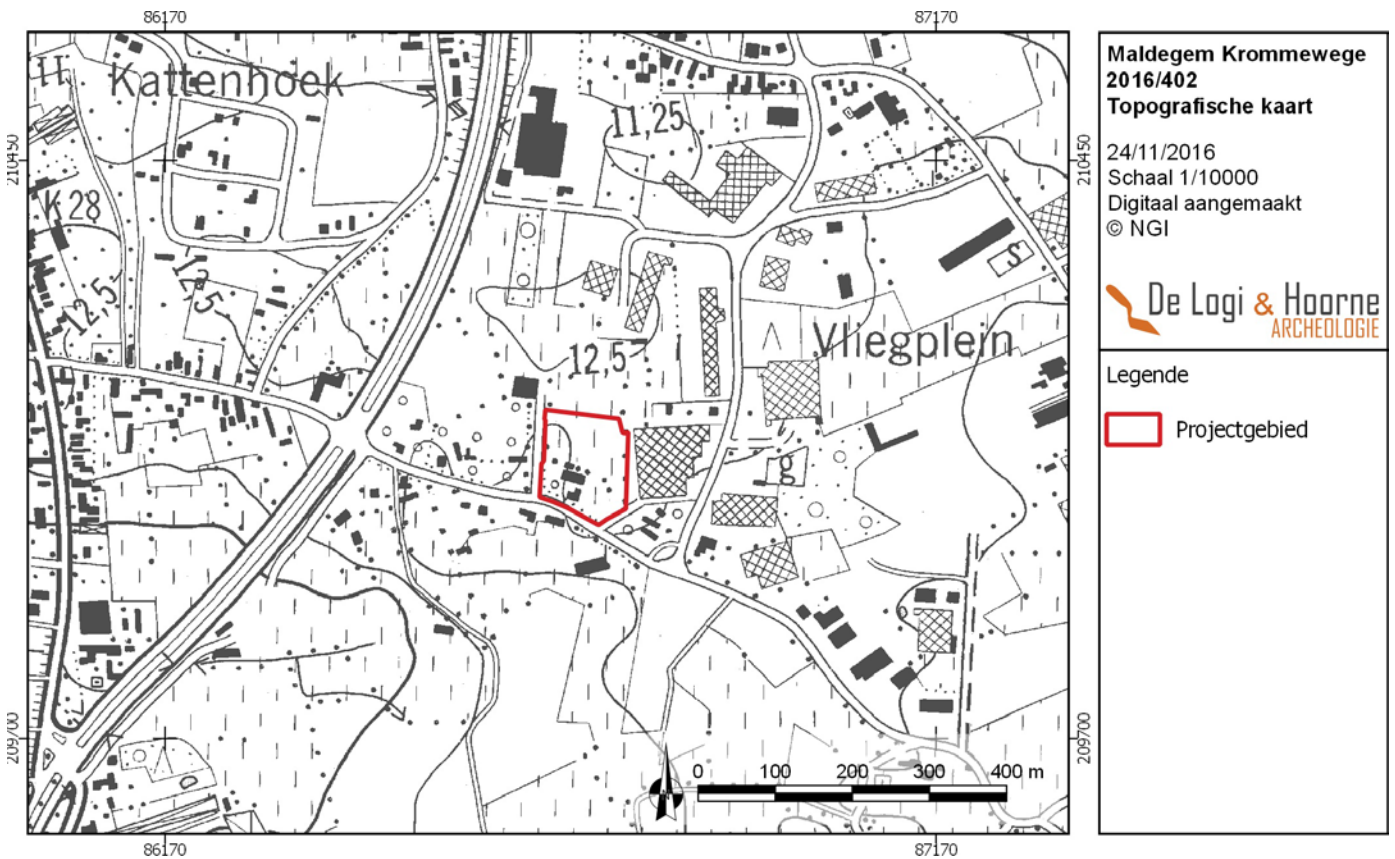 86170
87170
Kattenhoek
11,25
210450
210450
K 28
12,5
12,5
S
Vliegplein
12,5
g
209700
209700
0 100 200 300 400 m
86170
87170
Maldegem Krommewege
2016/402
Topografische kaart
24/11/2016
Schaal 1/10000
Digitaal aangemaakt
© NGI
De Logi & Hoorne
ARCHEOLOGIE
Legende
Projectgebied